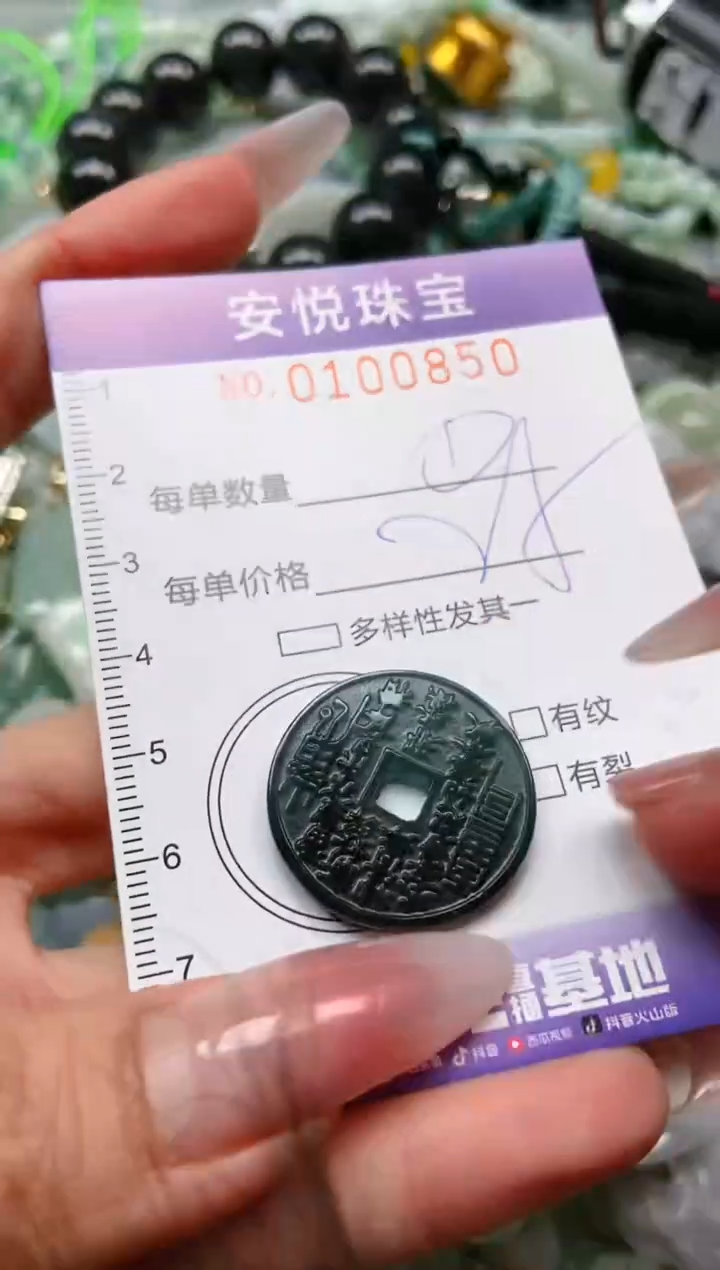 安悦珠宝
NO. 0100850
1
2
每单数量
3
每单价格
4
多样性发其一
5
有纹
有裂
6
7
播基地
抖音
西瓜视频
抖音火山版